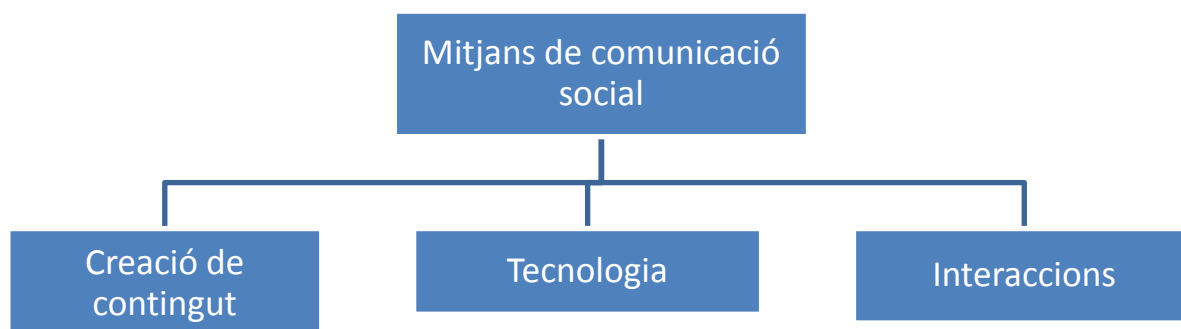 Mitjans de comunicació
social
Creació de
contingut
Tecnologia
Interaccions